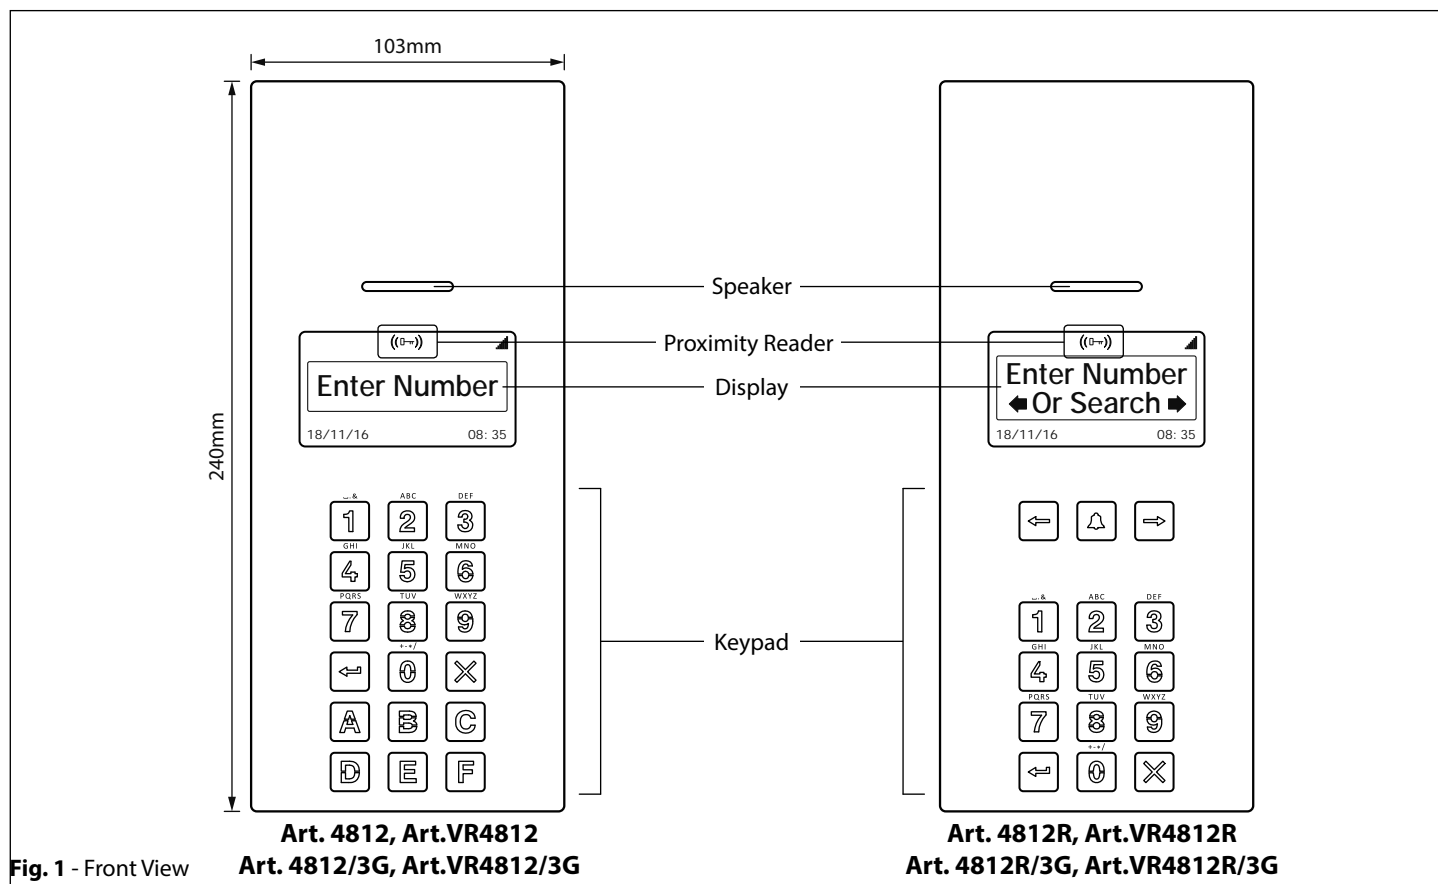 103mm
240mm
Speaker
Proximity Reader
Display
Keypad
Enter Number
18/11/16 08: 35
␣.& ABC DEF
1 2 3
GHI JKL MNO
4 5 6
PQRS TUV WXYZ
7 8 9
+-*/
0
A B C
D E F
Art. 4812, Art.VR4812
Art. 4812/3G, Art.VR4812/3G
Enter Number
Or Search
18/11/16 08: 35
␣.& ABC DEF
1 2 3
GHI JKL MNO
4 5 6
PQRS TUV WXYZ
7 8 9
+-*/
0
Art. 4812R, Art.VR4812R
Art. 4812R/3G, Art.VR4812R/3G
Fig. 1 - Front View